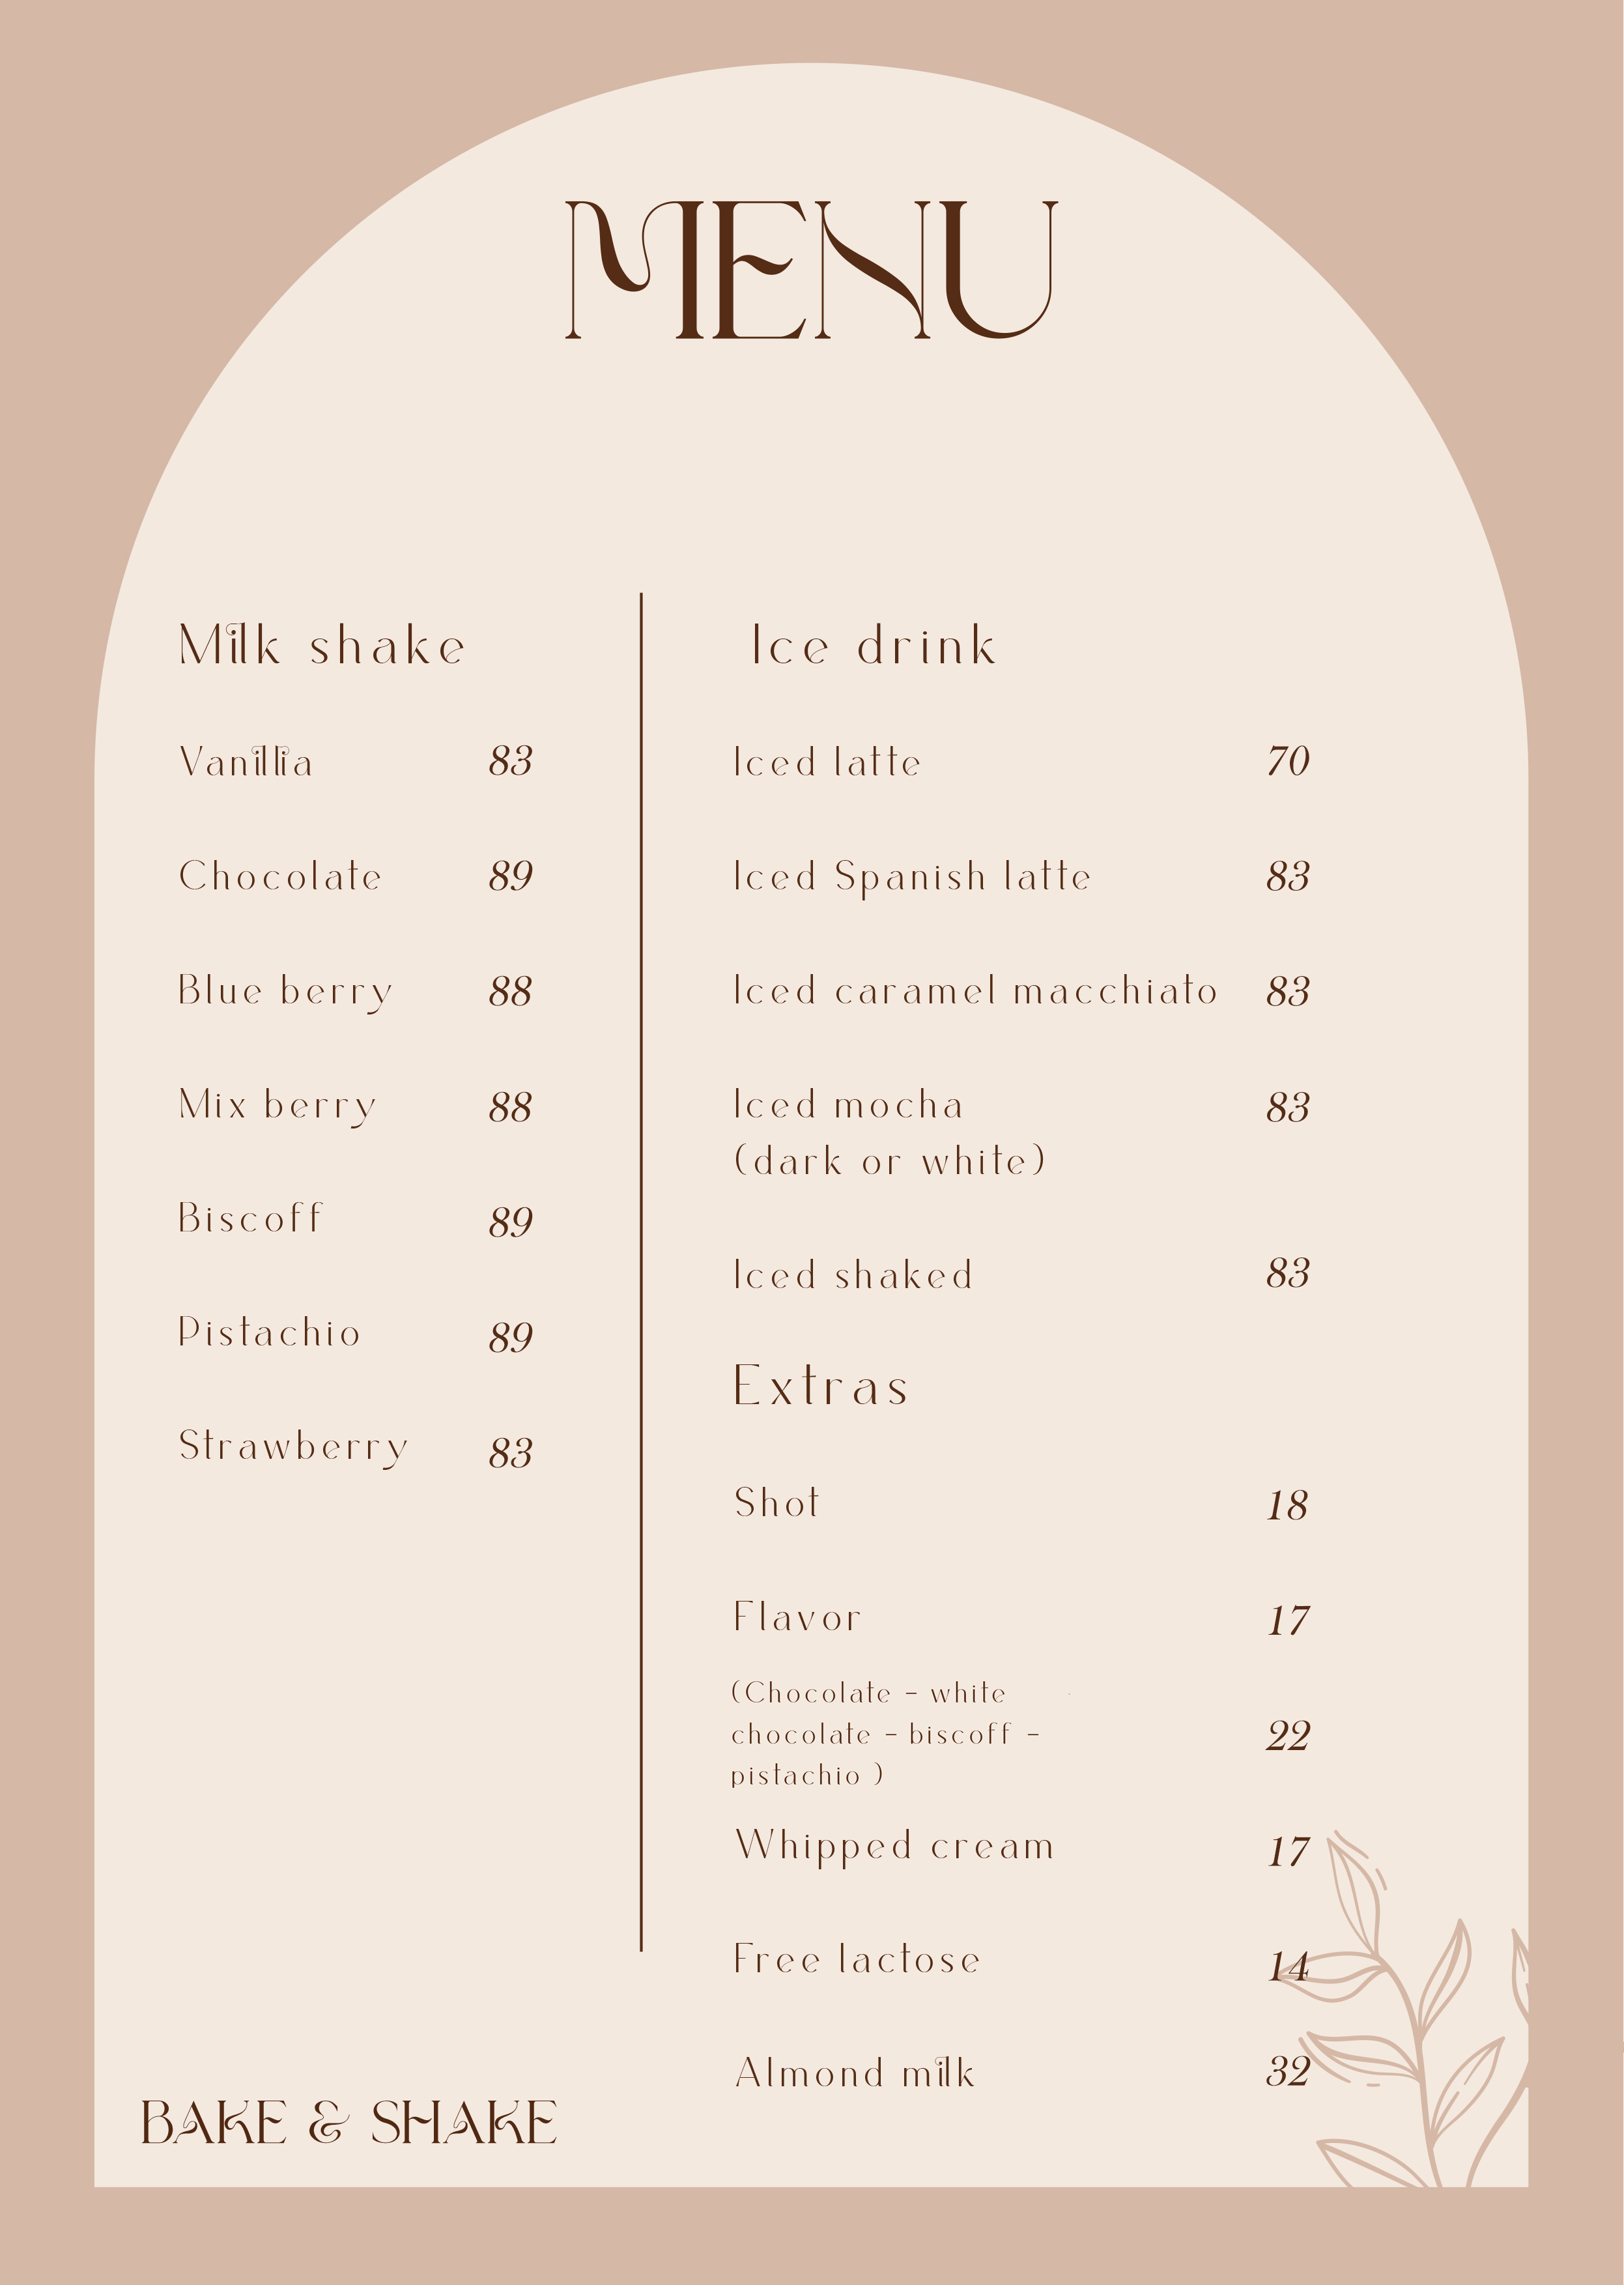 MENU
Milk shake
Vanillia 83
Chocolate 89
Blue berry 88
Mix berry 88
Biscoff 89
Pistachio 89
Strawberry 83
Ice drink
Iced latte 70
Iced Spanish latte 83
Iced caramel macchiato 83
Iced mocha 83
(dark or white)
Iced shaked 83
Extras
Shot 18
Flavor 17
(Chocolate - white
chocolate - biscoff - 22
pistachio )
Whipped cream 17
Free lactose 14
Almond milk 32
BAKE & SHAKE